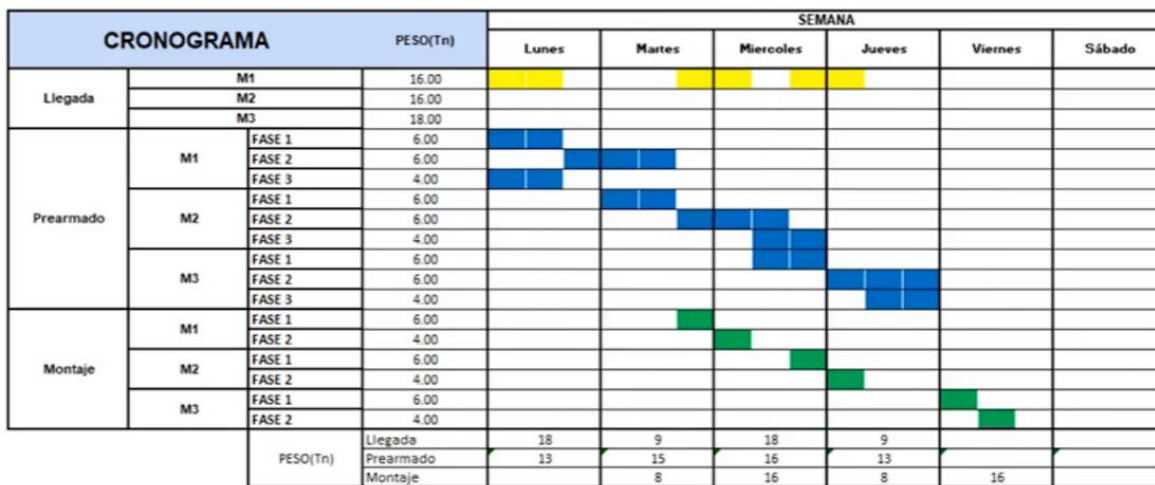 SEMANA
CRONOGRAMA PESO(Tn) Lunes Martes Miercoles Jueves Viernes Sábado
Llegada M1 16.00
M2 16.00
M3 18.00
Prearmado M1 FASE 1 6.00
FASE 2 6.00
FASE 3 4.00
M2 FASE 1 6.00
FASE 2 6.00
FASE 3 4.00
M3 FASE 1 6.00
FASE 2 6.00
FASE 3 4.00
Montaje M1 FASE 1 6.00
FASE 2 4.00
M2 FASE 1 6.00
FASE 2 4.00
M3 FASE 1 6.00
FASE 2 4.00
PESO(Tn) Llegada 18 9 18 9
Prearmado 13 15 16 13
Montaje 8 16 8 16